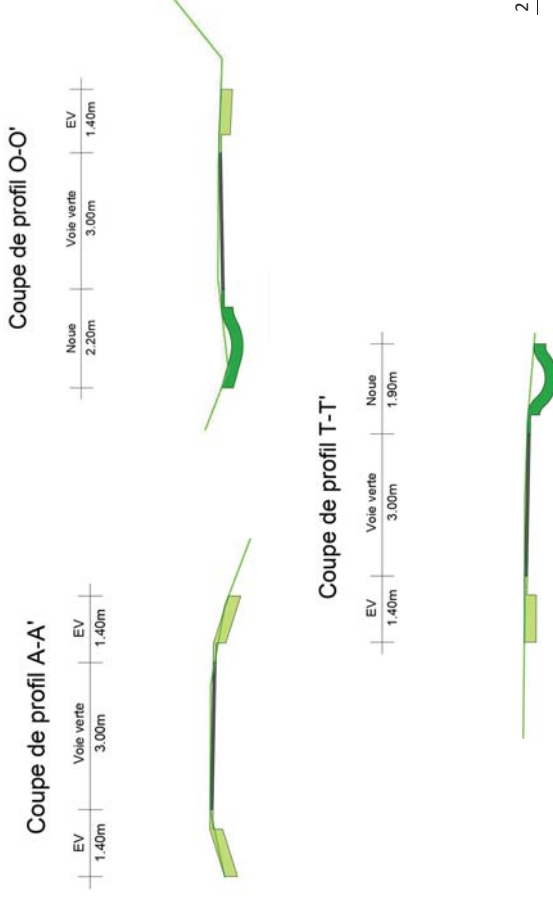 Coupe de profil A-A'
EV Voie verte EV
1.40m 3.00m 1.40m
Coupe de profil O-O'
Noue Voie verte EV
2.20m 3.00m 1.40m
Coupe de profil T-T'
EV Voie verte Noue
1.40m 3.00m 1.90m
2